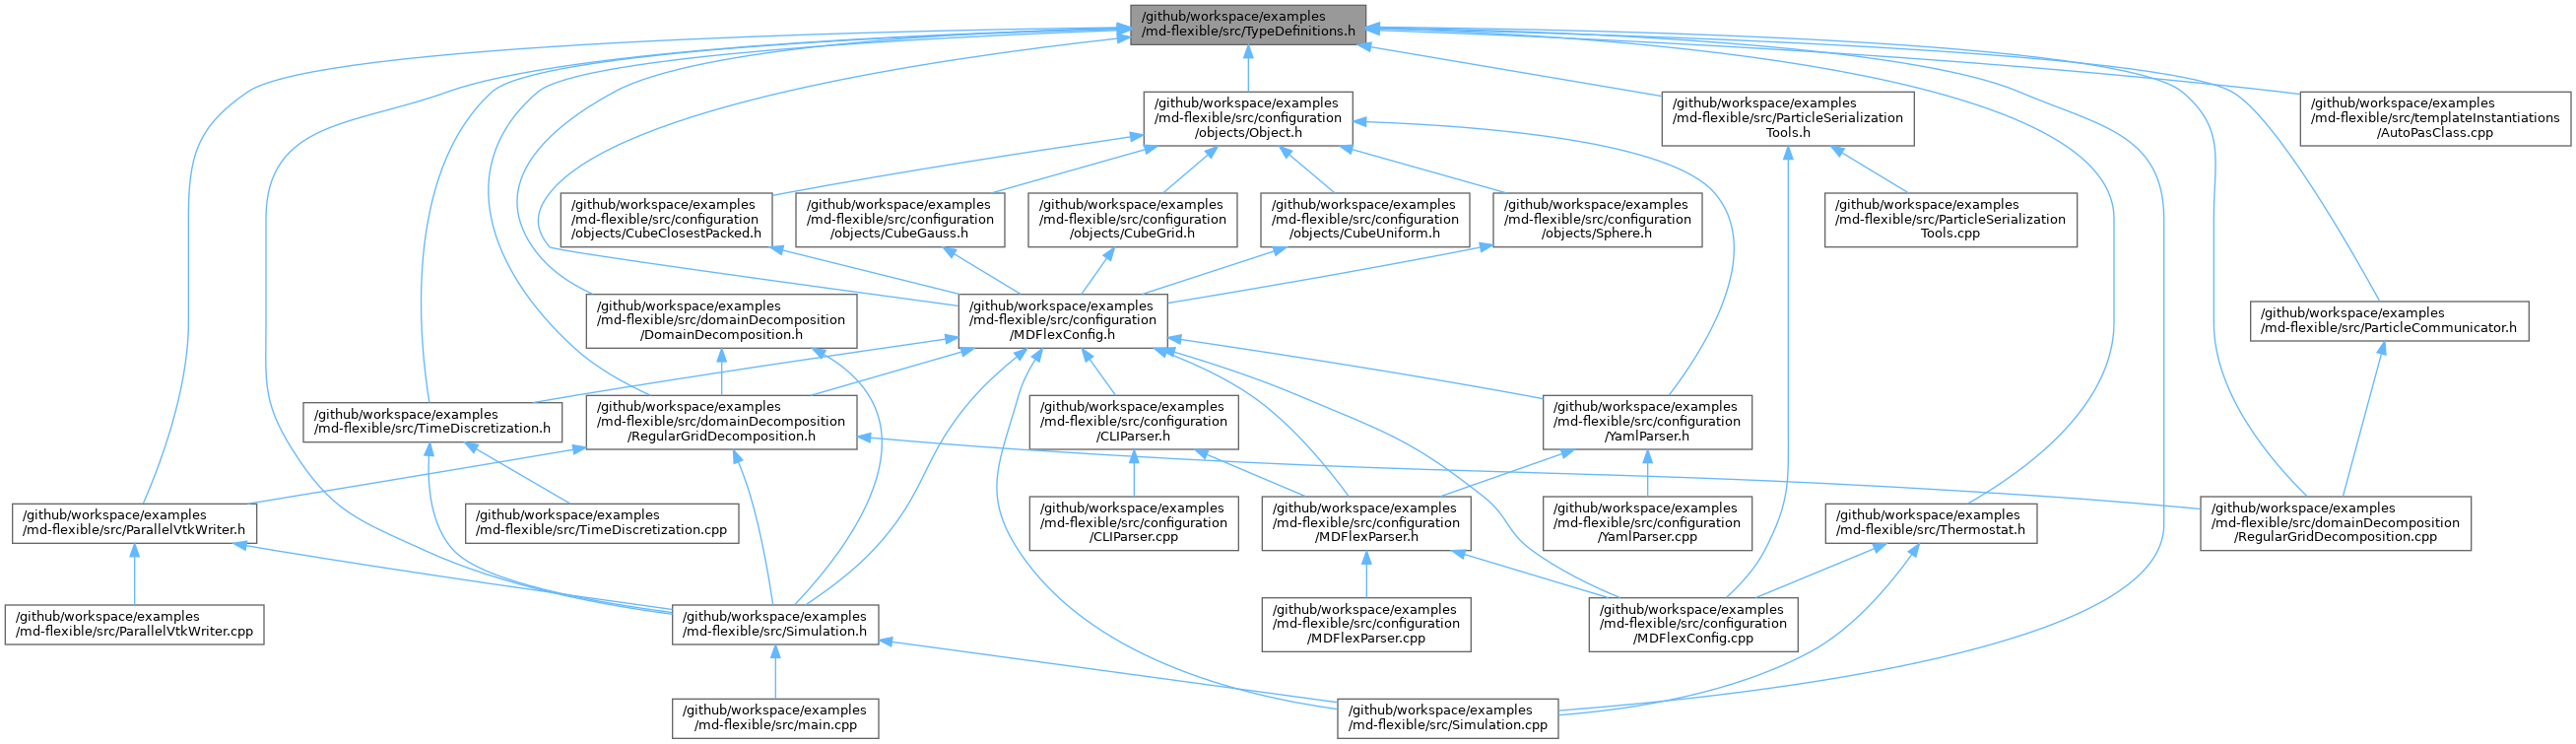 /github/workspace/examples
/md-flexible/src/TypeDefinitions.h
/github/workspace/examples
/md-flexible/src/configuration
/objects/Object.h
/github/workspace/examples
/md-flexible/src/ParticleSerialization
Tools.h
/github/workspace/examples
/md-flexible/src/templateInstantiations
/AutoPasClass.cpp
/github/workspace/examples
/md-flexible/src/configuration
/objects/CubeClosestPacked.h
/github/workspace/examples
/md-flexible/src/configuration
/objects/CubeGauss.h
/github/workspace/examples
/md-flexible/src/configuration
/objects/CubeGrid.h
/github/workspace/examples
/md-flexible/src/configuration
/objects/CubeUniform.h
/github/workspace/examples
/md-flexible/src/configuration
/objects/Sphere.h
/github/workspace/examples
/md-flexible/src/ParticleSerialization
Tools.cpp
/github/workspace/examples
/md-flexible/src/domainDecomposition
/DomainDecomposition.h
/github/workspace/examples
/md-flexible/src/configuration
/MDFlexConfig.h
/github/workspace/examples
/md-flexible/src/ParticleCommunicator.h
/github/workspace/examples
/md-flexible/src/TimeDiscretization.h
/github/workspace/examples
/md-flexible/src/domainDecomposition
/RegularGridDecomposition.h
/github/workspace/examples
/md-flexible/src/configuration
/CLIParser.h
/github/workspace/examples
/md-flexible/src/configuration
/YamlParser.h
/github/workspace/examples
/md-flexible/src/ParallelVtkWriter.h
/github/workspace/examples
/md-flexible/src/TimeDiscretization.cpp
/github/workspace/examples
/md-flexible/src/configuration
/CLIParser.cpp
/github/workspace/examples
/md-flexible/src/configuration
/MDFlexParser.h
/github/workspace/examples
/md-flexible/src/configuration
/YamlParser.cpp
/github/workspace/examples
/md-flexible/src/Thermostat.h
/github/workspace/examples
/md-flexible/src/domainDecomposition
/RegularGridDecomposition.cpp
/github/workspace/examples
/md-flexible/src/ParallelVtkWriter.cpp
/github/workspace/examples
/md-flexible/src/Simulation.h
/github/workspace/examples
/md-flexible/src/configuration
/MDFlexParser.cpp
/github/workspace/examples
/md-flexible/src/configuration
/MDFlexConfig.cpp
/github/workspace/examples
/md-flexible/src/main.cpp
/github/workspace/examples
/md-flexible/src/Simulation.cpp